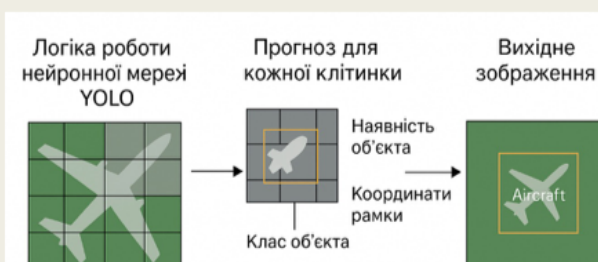 Логіка роботи
нейронної мережі
YOLO
Прогноз для
кожної клітинки
Наявність
об'єкта
Координати
рамки
Клас об'єкта
Вихідне
зображення
Aircraft